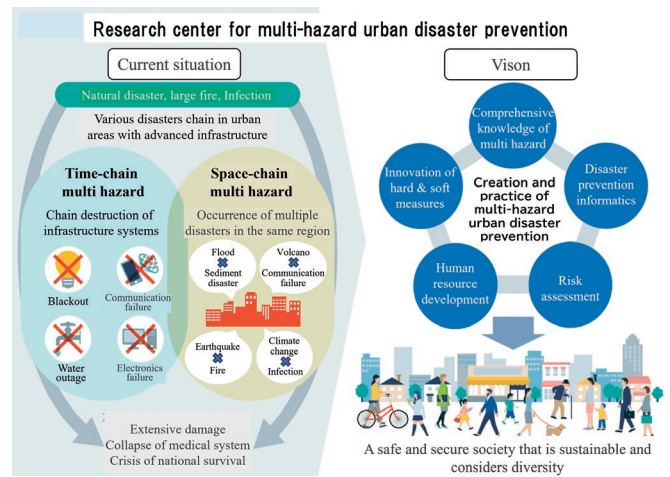 Research center for multi-hazard urban disaster prevention
Current situation
Natural disaster, large fire, Infection
Various disasters chain in urban
areas with advanced infrastructure
Time-chain
multi hazard
Chain destruction of
infrastructure systems
Blackout
Communication
failure
Water
outage
Electronics
failure
Space-chain
multi hazard
Occurrence of multiple
disasters in the same region
Flood
Sediment
disaster
Volcano
Communication
failure
Earthquake
Fire
Climate
change
Infection
Extensive damage
Collapse of medical system
Crisis of national survival
Vison
Comprehensive
knowledge of
multi hazard
Innovation of
hard & soft
measures
Disaster
prevention
informatics
Creation and
practice of
multi-hazard
urban disaster
prevention
Human
resource
development
Risk
assessment
A safe and secure society that is sustainable and
considers diversity